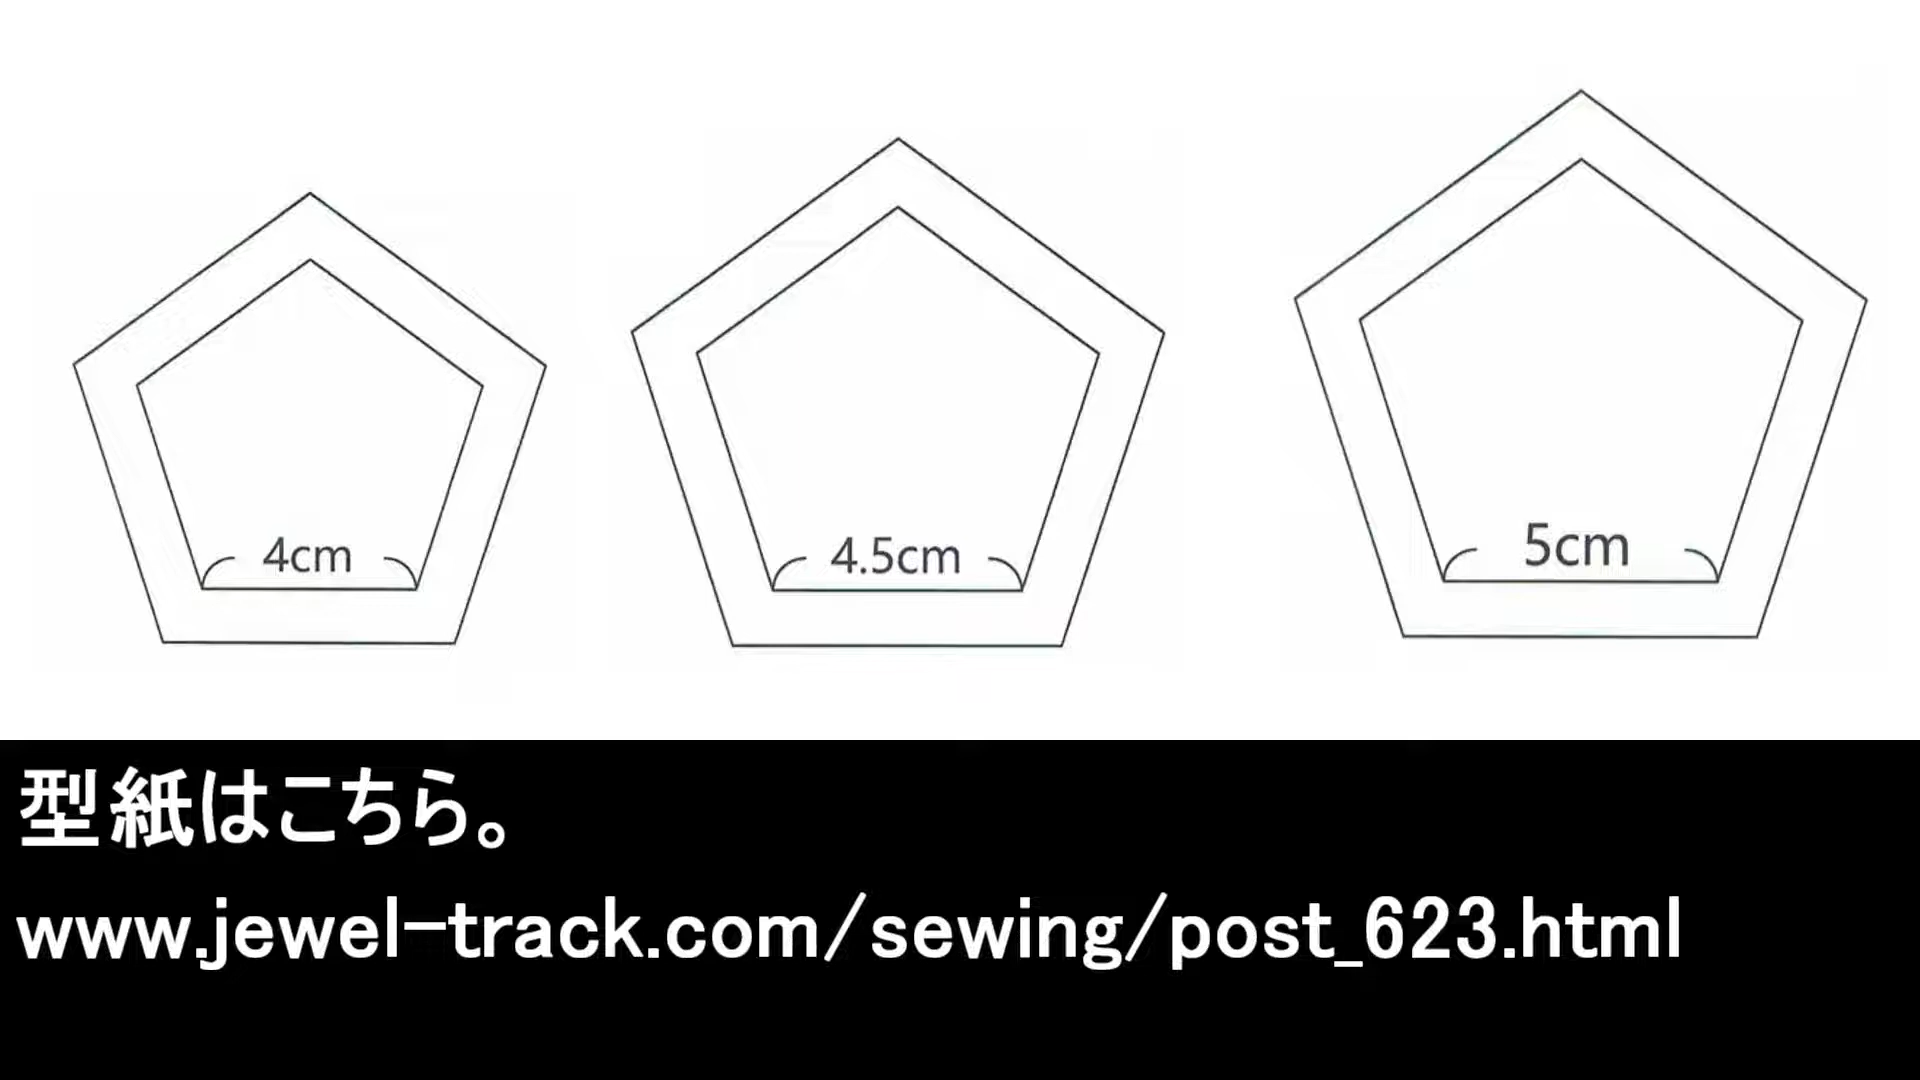 4cm
4.5cm
5cm
型紙はこちら。
www.jewel-track.com/sewing/post_623.html